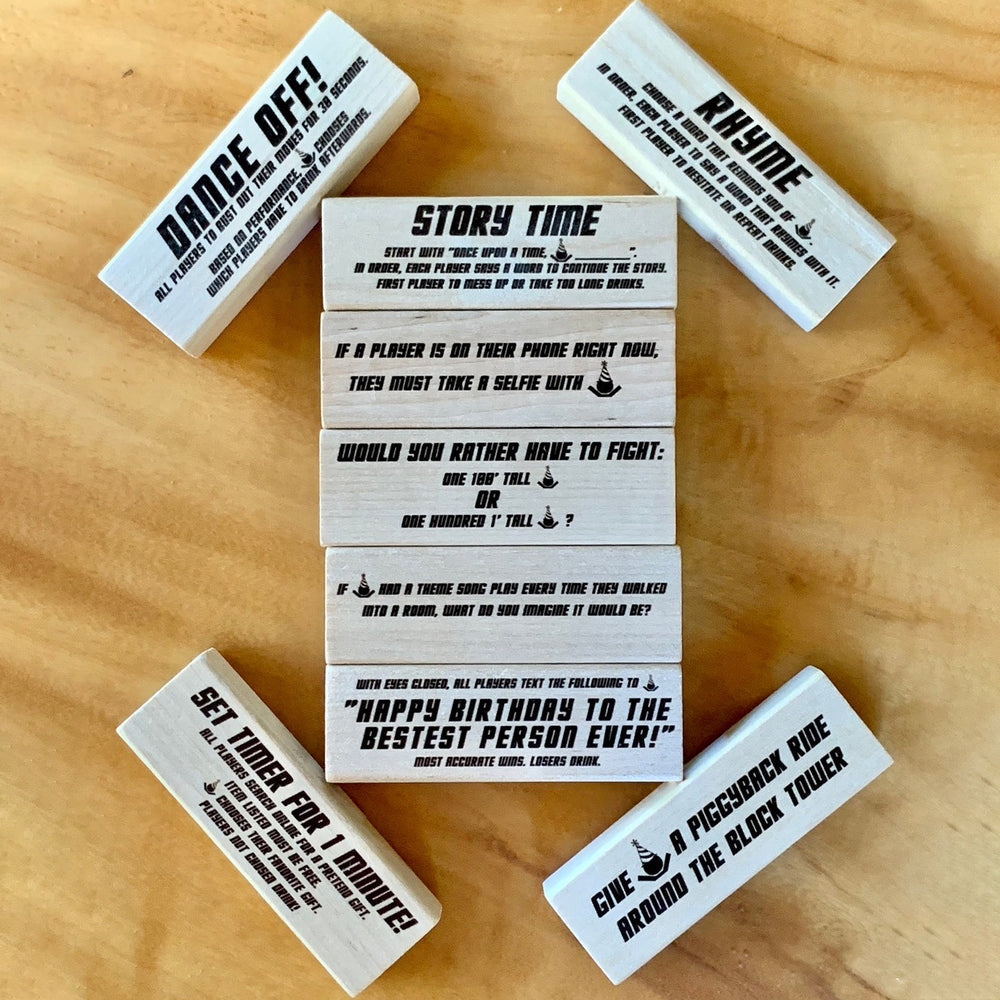 DANCE OFF!
ALL PLAYERS TO BUST OUT THEIR MOVES FOR 30 SECONDS.
BASED ON PERFORMANCE, CHOOSES
WHICH PLAYERS HAVE TO DRINK AFTERWARDS.
RHYME
CHOOSE A WORD THAT REMINDS YOU OF .
IN ORDER, EACH PLAYER TO SAY A WORD THAT RHYMES WITH IT.
FIRST PLAYER TO HESITATE OR REPEAT DRINKS.
STORY TIME
START WITH "ONCE UPON A TIME, ________".
IN ORDER, EACH PLAYER SAYS A WORD TO CONTINUE THE STORY.
FIRST PLAYER TO MESS UP OR TAKE TOO LONG DRINKS.
IF A PLAYER IS ON THEIR PHONE RIGHT NOW,
THEY MUST TAKE A SELFIE WITH
WOULD YOU RATHER HAVE TO FIGHT:
ONE 100' TALL
OR
ONE HUNDRED 1' TALL ?
IF HAD A THEME SONG PLAY EVERY TIME THEY WALKED
INTO A ROOM, WHAT DO YOU IMAGINE IT WOULD BE?
WITH EYES CLOSED, ALL PLAYERS TEXT THE FOLLOWING TO
"HAPPY BIRTHDAY TO THE
BESTEST PERSON EVER!"
MOST ACCURATE WINS. LOSERS DRINK.
SET TIMER FOR 1 MINUTE!
ALL PLAYERS SEARCH ONLINE FOR A PRETEND GIFT.
ITEM LISTED MUST BE FREE.
CHOOSES THEIR FAVORITE GIFT.
PLAYERS NOT CHOSEN DRINK!
GIVE A PIGGYBACK RIDE
AROUND THE BLOCK TOWER